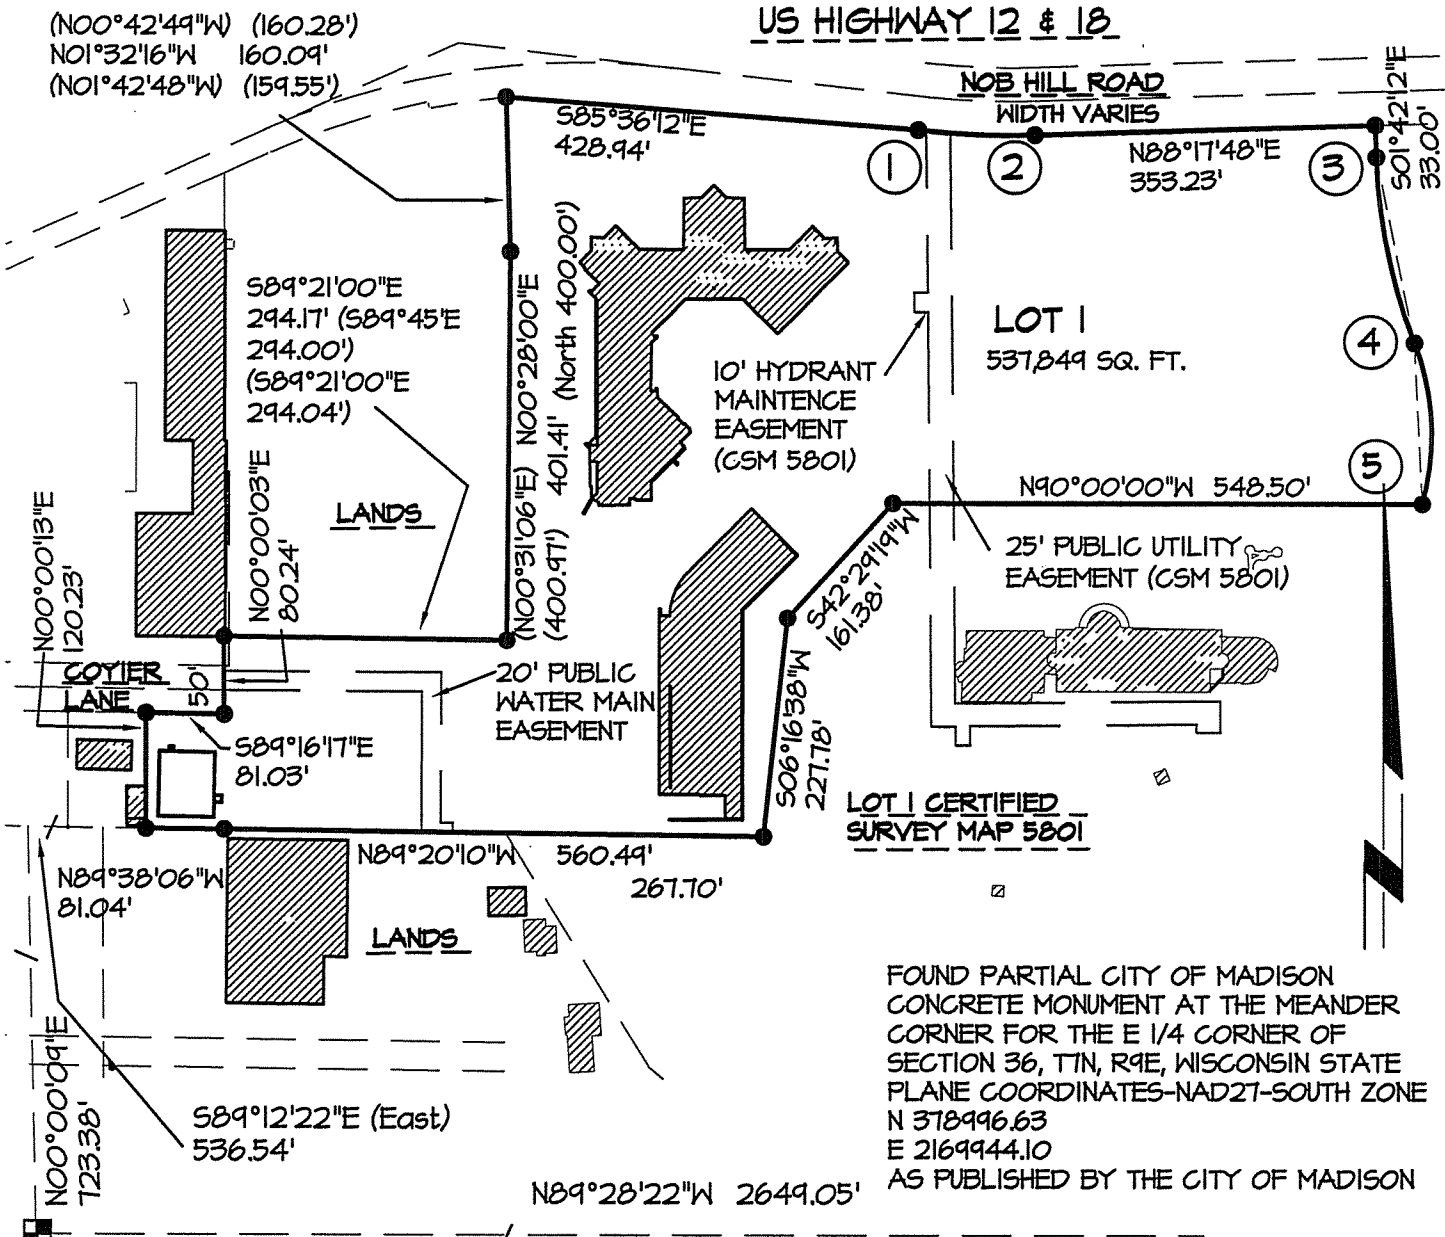 (N00°42'49"W) (160.28')
N01°32'16"W 160.09'
(N01°42'48"W) (159.55')
US HIGHWAY 12 & 18
NOB HILL ROAD
WIDTH VARIES
S85°36'12"E
428.94'
1
2
N88°17'48"E
353.23'
3
S01°42'12"E
33.00'
S89°21'00"E
294.17' (S89°45'E
294.00')
(S89°21'00"E
294.04')
(N00°31'06"E) N00°28'00"E
(400.97') 401.41' (North 400.00')
LOT 1
537,849 SQ. FT.
4
10' HYDRANT
MAINTENCE
EASEMENT
(CSM 5801)
5
N90°00'00"W 548.50'
LANDS
N00°00'13"E
120.23'
N00°00'03"E
80.24'
25' PUBLIC UTILITY
EASEMENT (CSM 5801)
S42°29'19"W
161.38'
COYIER
LANE
50'
20' PUBLIC
WATER MAIN
EASEMENT
S06°16'38"W
227.78'
S89°16'17"E
81.03'
LOT 1 CERTIFIED
SURVEY MAP 5801
N89°20'10"W 560.49'
267.70'
N89°38'06"W
81.04'
LANDS
FOUND PARTIAL CITY OF MADISON
CONCRETE MONUMENT AT THE MEANDER
CORNER FOR THE E 1/4 CORNER OF
SECTION 36, T7N, R9E, WISCONSIN STATE
PLANE COORDINATES-NAD27-SOUTH ZONE
N 378996.63
E 2169944.10
AS PUBLISHED BY THE CITY OF MADISON
N00°00'09"E
723.38'
S89°12'22"E (East)
536.54'
N89°28'22"W 2649.05'